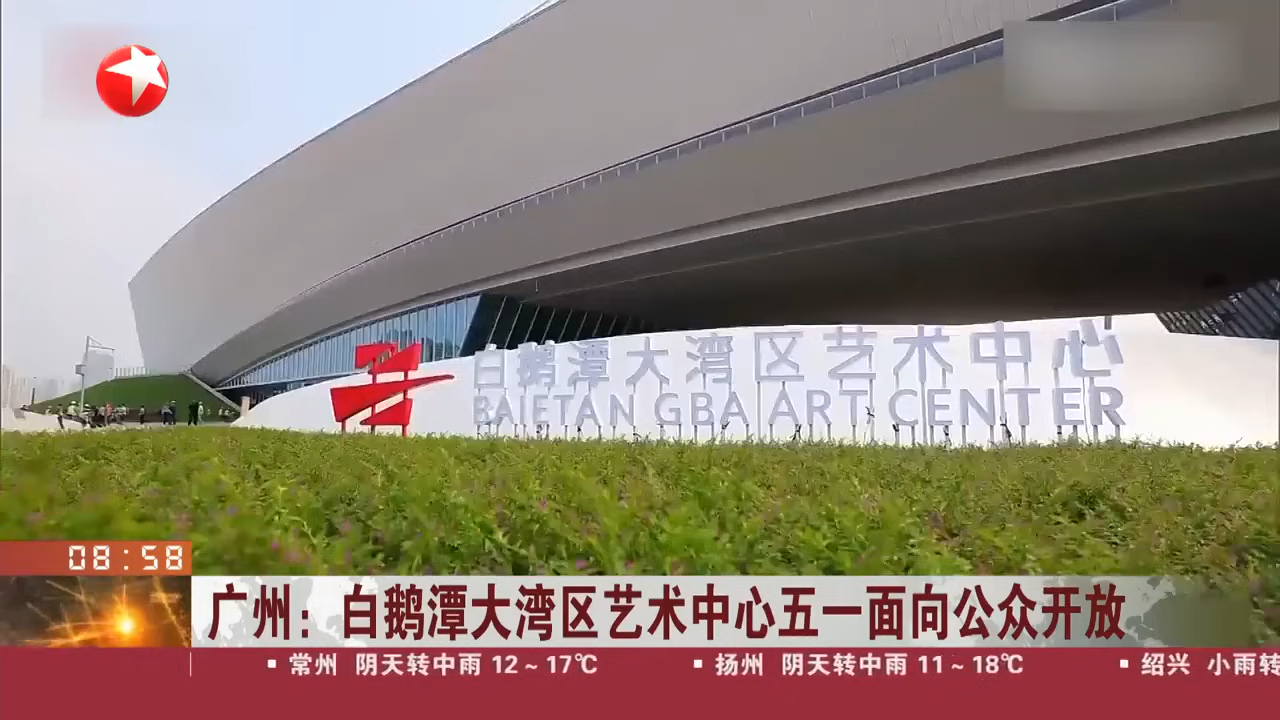 白鹅潭大湾区艺术中心
BAIETAN GBA ART CENTER
08:58
广州：白鹅潭大湾区艺术中心五一面向公众开放
▪ 常州 阴天转中雨 12～17℃ ▪ 扬州 阴天转中雨 11～18℃ ▪ 绍兴 小雨转